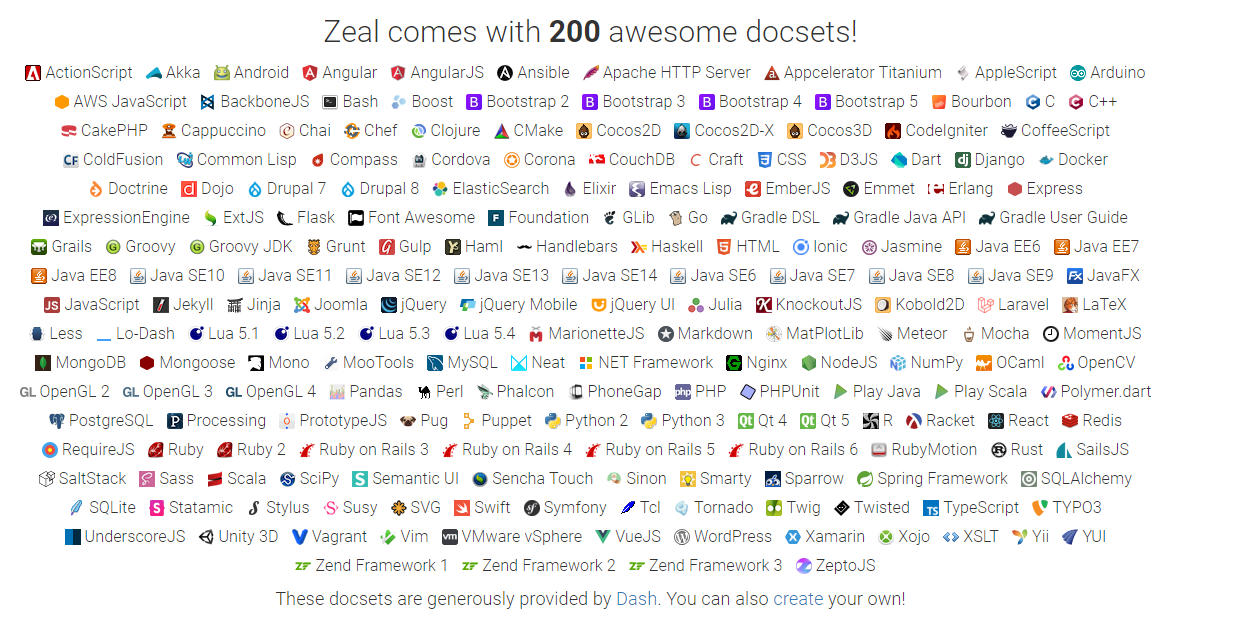 Zeal comes with 200 awesome docsets!
ActionScript Akka Android Angular AngularJS Ansible Apache HTTP Server Appcelerator Titanium AppleScript Arduino
AWS JavaScript BackboneJS Bash Boost Bootstrap 2 Bootstrap 3 Bootstrap 4 Bootstrap 5 Bourbon C C++
CakePHP Cappuccino Chai Chef Clojure CMake Cocos2D Cocos2D-X Cocos3D CodeIgniter CoffeeScript
ColdFusion Common Lisp Compass Cordova Corona CouchDB Craft CSS D3JS Dart Django Docker
Doctrine Dojo Drupal 7 Drupal 8 ElasticSearch Elixir Emacs Lisp EmberJS Emmet Erlang Express
ExpressionEngine ExtJS Flask Font Awesome Foundation GLib Go Gradle DSL Gradle Java API Gradle User Guide
Grails Groovy Groovy JDK Grunt Gulp Haml Handlebars Haskell HTML Ionic Jasmine Java EE6 Java EE7
Java EE8 Java SE10 Java SE11 Java SE12 Java SE13 Java SE14 Java SE6 Java SE7 Java SE8 Java SE9 JavaFX
JavaScript Jekyll Jinja Joomla jQuery jQuery Mobile jQuery UI Julia KnockoutJS Kobold2D Laravel LaTeX
Less Lo-Dash Lua 5.1 Lua 5.2 Lua 5.3 Lua 5.4 MarionetteJS Markdown MatPlotLib Meteor Mocha MomentJS
MongoDB Mongoose Mono MooTools MySQL Neat NET Framework Nginx NodeJS NumPy OCaml OpenCV
OpenGL 2 OpenGL 3 OpenGL 4 Pandas Perl Phalcon PhoneGap PHP PHPUnit Play Java Play Scala Polymer.dart
PostgreSQL Processing PrototypeJS Pug Puppet Python 2 Python 3 Qt 4 Qt 5 R Racket React Redis
RequireJS Ruby Ruby 2 Ruby on Rails 3 Ruby on Rails 4 Ruby on Rails 5 Ruby on Rails 6 RubyMotion Rust SailsJS
SaltStack Sass Scala SciPy Semantic UI Sencha Touch Sinon Smarty Sparrow Spring Framework SQLAlchemy
SQLite Statamic Stylus Susy SVG Swift Symfony Tcl Tornado Twig Twisted TypeScript TYPO3
UnderscoreJS Unity 3D Vagrant Vim VMware vSphere VueJS WordPress Xamarin Xojo XSLT Yii YUI
Zend Framework 1 Zend Framework 2 Zend Framework 3 ZeptoJS
These docsets are generously provided by Dash. You can also create your own!